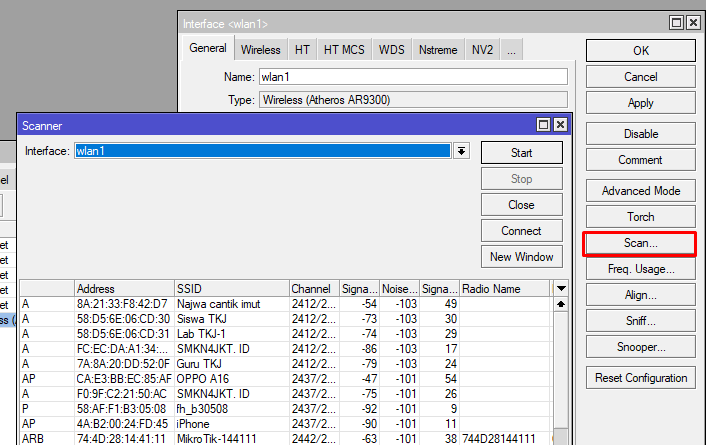 Interface <wlan1>
General Wireless HT HT MCS WDS Nstreme NV2 ...
OK
Name: wlan1
Cancel
Type: Wireless (Atheros AR9300)
Apply
Disable
Comment
Advanced Mode
Torch
Scan...
Freq. Usage...
Align...
Sniff...
Snooper...
Reset Configuration
Scanner
Interface: wlan1
Start
Stop
Close
Connect
New Window
Address SSID Channel Signa... Noise... Signa... Radio Name
A 8A:21:33:F8:42:D7 Najwa cantik imut 2412/2... -54 -103 49
A 58:D5:6E:06:CD:30 Siswa TKJ 2412/2... -73 -103 30
A 58:D5:6E:06:CD:31 Lab TKJ-1 2412/2... -74 -103 29
A FC:EC:DA:A1:34:... SMKN4JKT. ID 2412/2... -86 -103 17
A 7A:8A:20:DD:52:0F Guru TKJ 2412/2... -79 -103 24
AP CA:E3:BB:EC:85:AF OPPO A16 2437/2... -47 -101 54
A F0:9F:C2:21:50:AC SMKN4JKT. ID 2437/2... -75 -101 26
P 58:AF:F1:B3:05:08 fh_b30508 2437/2... -92 -101 9
AP 4A:B2:00:24:FD:45 iPhone 2437/2... -90 -101 11
ARB 74:4D:28:14:41:11 MikroTik-144111 2442/2... -63 -101 38 744D28144111